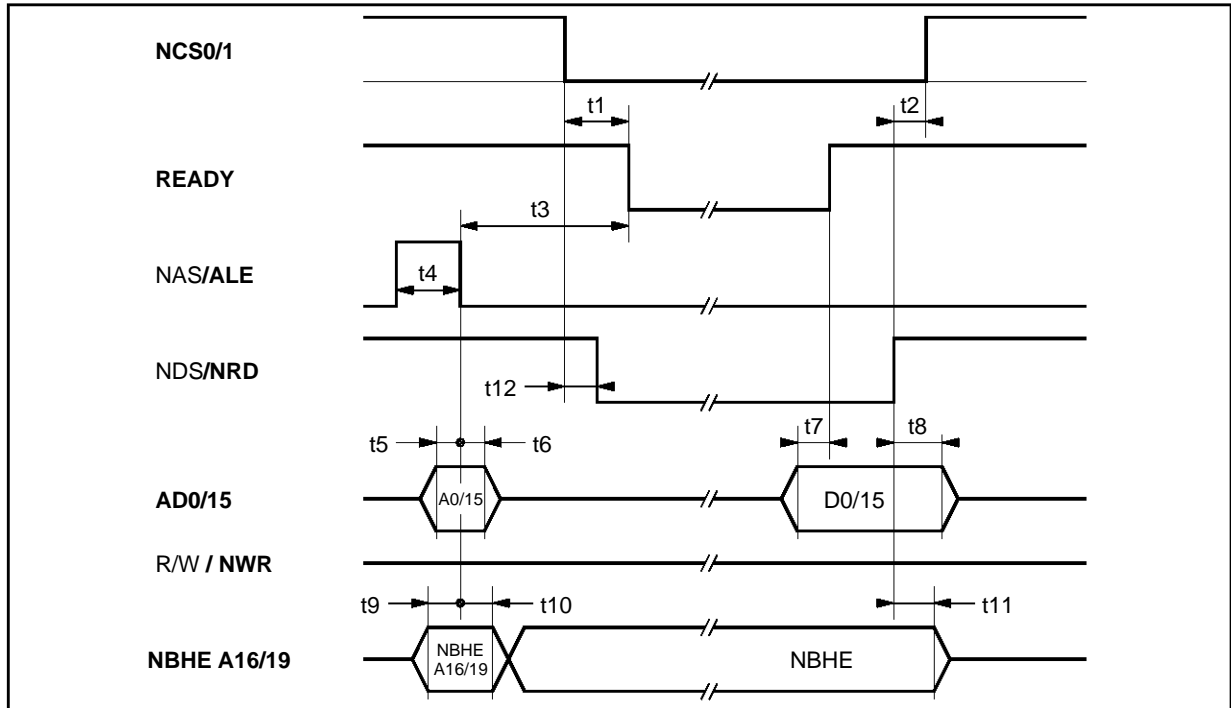 NCS0/1
t1
t2
READY
t3
NAS/ALE
t4
NDS/NRD
t12
t5
t6
t7
t8
AD0/15
A0/15
D0/15
R/W / NWR
t9
t10
t11
NBHE A16/19
NBHE
A16/19
NBHE